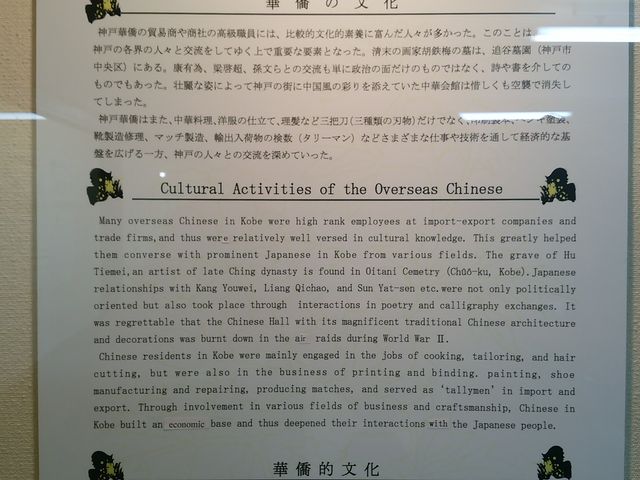 華僑の文化
神戸華僑の貿易商や商社の高級職員には、比較的文化的素養に富んだ人々が多かった。このことは
神戸の各界の人々と交流をしてゆく上で重要な要素となった。清末の画家胡鉄梅の墓は、追谷墓園（神戸市
中央区）にある。康有為、梁啓超、孫文らとの交流も単に政治の面だけのものではなく、詩や書を介しての
ものでもあった。壮麗な姿によって神戸の街に中国風の彩りを添えていた中華会館は惜しくも空襲で消失し
てしまった。
神戸華僑はまた、中華料理、洋服の仕立て、理髪など三把刀(三種類の刃物)だけでなく、印刷製本、ペンキ塗装、
靴製造修理、マッチ製造、輸出入荷物の検数（タリーマン）などさまざまな仕事や技術を通して経済的な基
盤を広げる一方、神戸の人々との交流を深めていった。
Cultural Activities of the Overseas Chinese
Many overseas Chinese in Kobe were high rank employees at import-export companies and
trade firms,and thus were relatively well versed in cultural knowledge. This greatly helped
them converse with prominent Japanese in Kobe from various fields. The grave of Hu
Tiemei,an artist of late Ching dynasty is found in Oitani Cemetry (Chûô-ku, Kobe).Japanese
relationships with Kang Youwei, Liang Qichao, and Sun Yat-sen etc.were not only politically
oriented but also took place through interactions in poetry and calligraphy exchanges. It
was regrettable that the Chinese Hall with its magnificent traditional Chinese architecture
and decorations was burnt down in the air raids during World War Ⅱ.
Chinese residents in Kobe were mainly engaged in the jobs of cooking, tailoring, and hair
cutting, but were also in the business of printing and binding. painting, shoe
manufacturing and repairing, producing matches, and served as ‘tallymen’ in import and
export. Through involvement in various fields of business and craftsmanship, Chinese in
Kobe built an economic base and thus deepened their interactions with the Japanese people.
華僑的文化